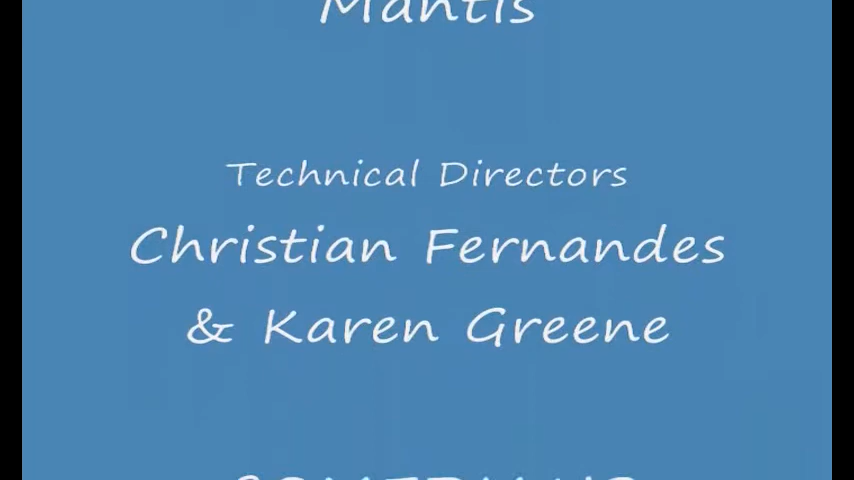 Mantis
Technical Directors
Christian Fernandes
& Karen Greene